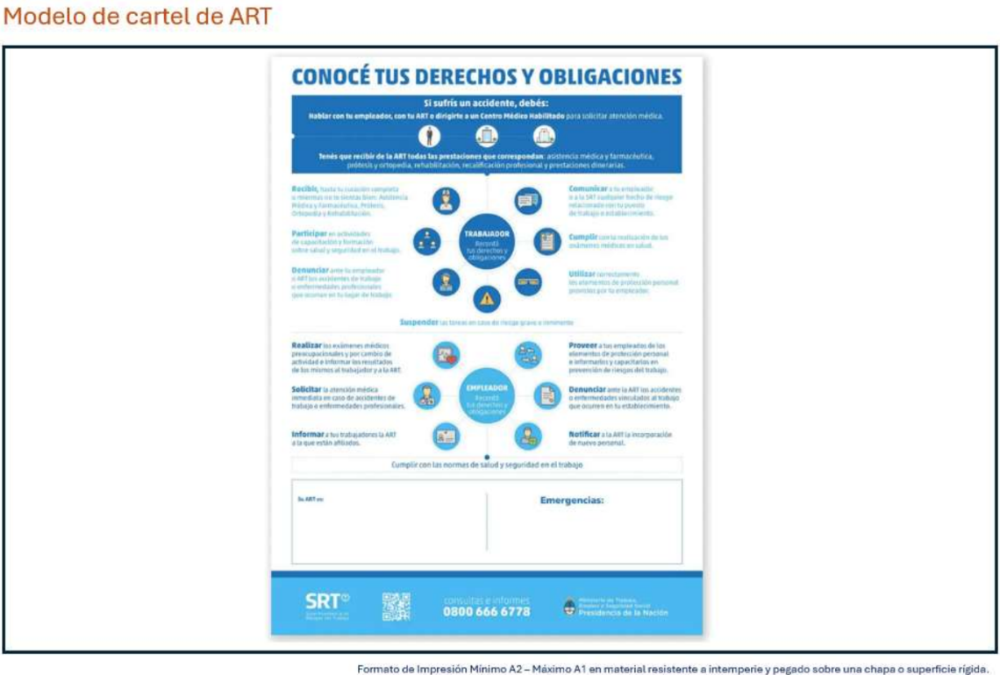 Modelo de cartel de ART
CONOCÉ TUS DERECHOS Y OBLIGACIONES
Si sufrís un accidente, debés:
Hablar con tu empleador, con tu ART o dirigirte a un Centro Médico Habilitado para solicitar atención médica.
Tenés que recibir de la ART todas las prestaciones que correspondan: asistencia médica y farmacéutica,
prótesis y ortopedia, rehabilitación, recalificación profesional y prestaciones dinerarias.
Recibir, hasta tu curación completa
o mientras no te sientas bien: Asistencia
Médica y Farmacéutica, Prótesis,
Ortopedia y Rehabilitación.
Participar en actividades
de capacitación y formación
sobre salud y seguridad en el trabajo.
Denunciar ante tu empleador
o ART los accidentes de trabajo
o enfermedades profesionales
que ocurran en tu lugar de trabajo.
TRABAJADOR
Recordá
tus derechos y
obligaciones
Comunicar a tu empleador
o a la SRT cualquier hecho de riesgo
relacionado con tu puesto
de trabajo o establecimiento.
Cumplir con la realización de los
exámenes médicos en salud.
Utilizar correctamente
los elementos de protección personal
provistos por tu empleador.
Suspender las tareas en caso de riesgo grave e inminente
Realizar los exámenes médicos
preocupacionales y por cambio de
actividad e informar los resultados
de los mismos al trabajador y a la ART.
Solicitar la atención médica
inmediata en caso de accidentes de
trabajo o enfermedades profesionales.
Informar a tus trabajadores la ART
a la que están afiliados.
EMPLEADOR
Recordá
tus derechos y
obligaciones
Proveer a tus empleados de los
elementos de protección personal
e informarlos y capacitarlos en
prevención de riesgos del trabajo.
Denunciar ante la ART los accidentes
o enfermedades vinculados al trabajo
que ocurren en tu establecimiento.
Notificar a la ART la incorporación
de nuevo personal.
Cumplir con las normas de salud y seguridad en el trabajo
Su ART es:
Emergencias:
SRT
Superintendencia de
Riesgos del Trabajo
consultas e informes
0800 666 6778
Ministerio de Trabajo,
Empleo y Seguridad Social
Presidencia de la Nación
Formato de Impresión Mínimo A2 – Máximo A1 en material resistente a intemperie y pegado sobre una chapa o superficie rígida.